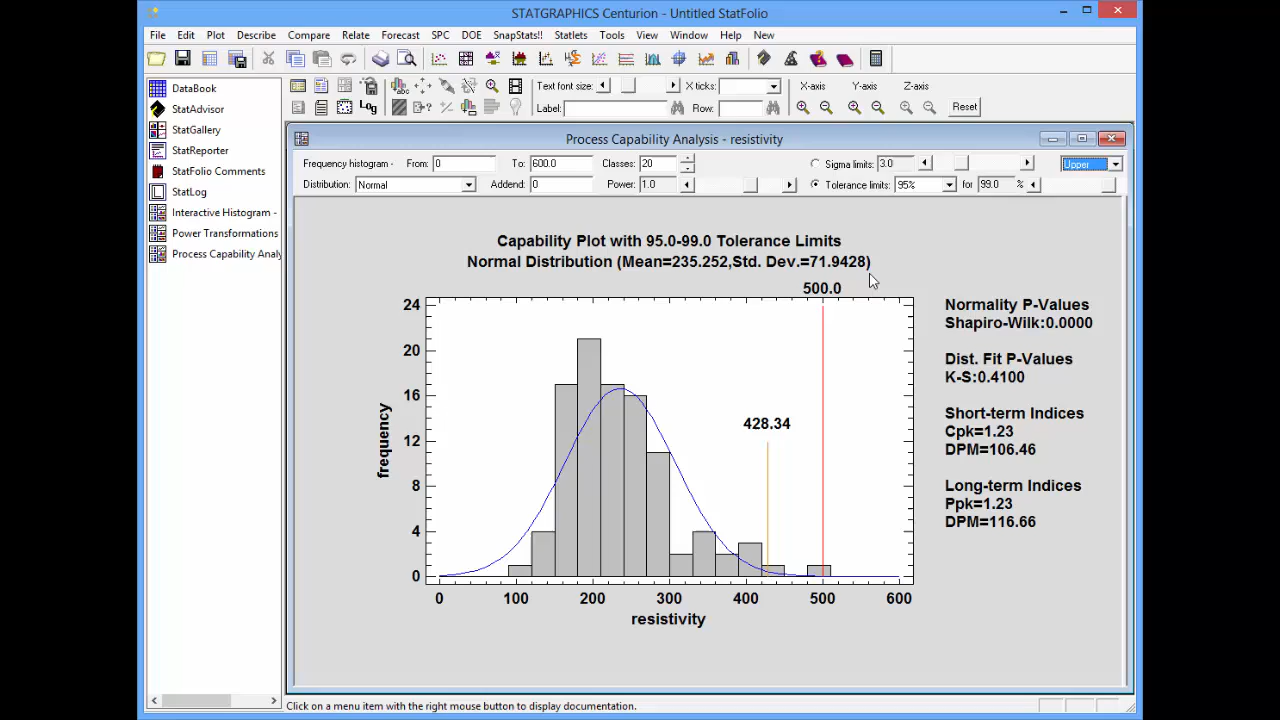 STATGRAPHICS Centurion - Untitled StatFolio
File Edit Plot Describe Compare Relate Forecast SPC DOE SnapStats!! Statlets Tools View Window Help New
Text font size: X ticks: X-axis Y-axis Z-axis
Log Label: Row: Reset
DataBook
StatAdvisor
StatGallery
StatReporter
StatFolio Comments
StatLog
Interactive Histogram -
Power Transformations
Process Capability Analy
Process Capability Analysis - resistivity
Frequency histogram - From: 0 To: 600.0 Classes: 20 Sigma limits: 3.0 Upper
Distribution: Normal Addend: 0 Power: 1.0 Tolerance limits: 95% for 99.0 %
Capability Plot with 95.0-99.0 Tolerance Limits
Normal Distribution (Mean=235.252,Std. Dev.=71.9428)
500.0
428.34
24
20
16
12
8
4
0
frequency
0 100 200 300 400 500 600
resistivity
Normality P-Values
Shapiro-Wilk:0.0000
Dist. Fit P-Values
K-S:0.4100
Short-term Indices
Cpk=1.23
DPM=106.46
Long-term Indices
Ppk=1.23
DPM=116.66
Click on a menu item with the right mouse button to display documentation.